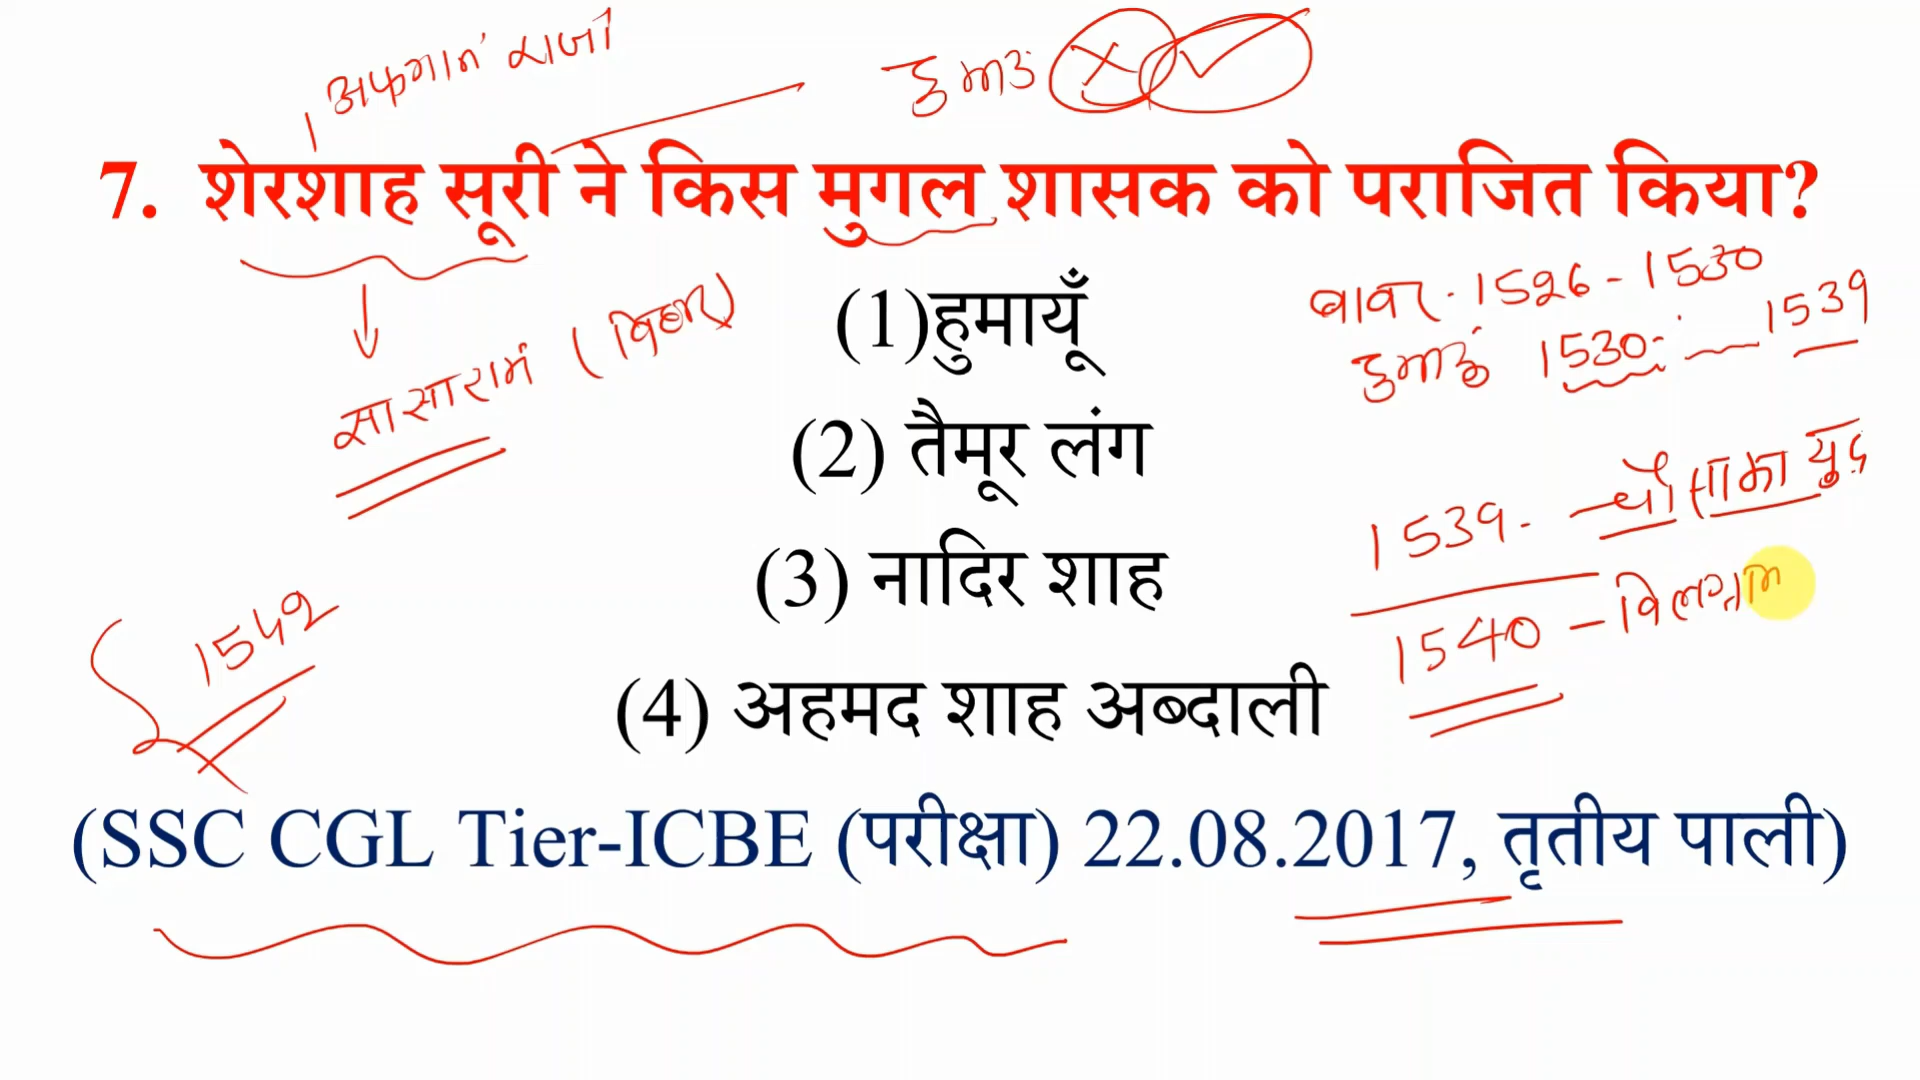 अफगान राजा
हुमाऊं
7. शेरशाह सूरी ने किस मुगल शासक को पराजित किया?
(1)हुमायूँ
(2) तैमूर लंग
(3) नादिर शाह
(4) अहमद शाह अब्दाली
(SSC CGL Tier-ICBE (परीक्षा) 22.08.2017, तृतीय पाली)
सासाराम (बिहार)
बाबर - 1526 - 1530
हुमाऊं 1530 - 1539
1539 - चौसा का युद्ध
1540 - बिलग्राम
1542